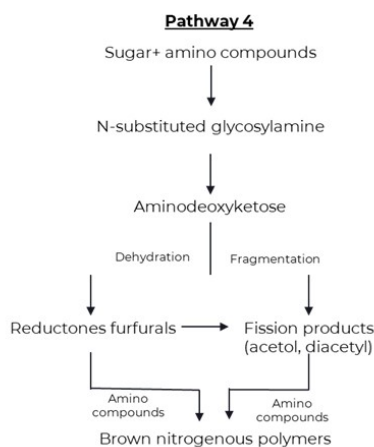 Pathway 4
Sugar+ amino compounds
N-substituted glycosylamine
Aminodeoxyketose
Dehydration
Fragmentation
Reductones furfurals
Fission products
(acetol, diacetyl)
Amino
compounds
Amino
compounds
Brown nitrogenous polymers